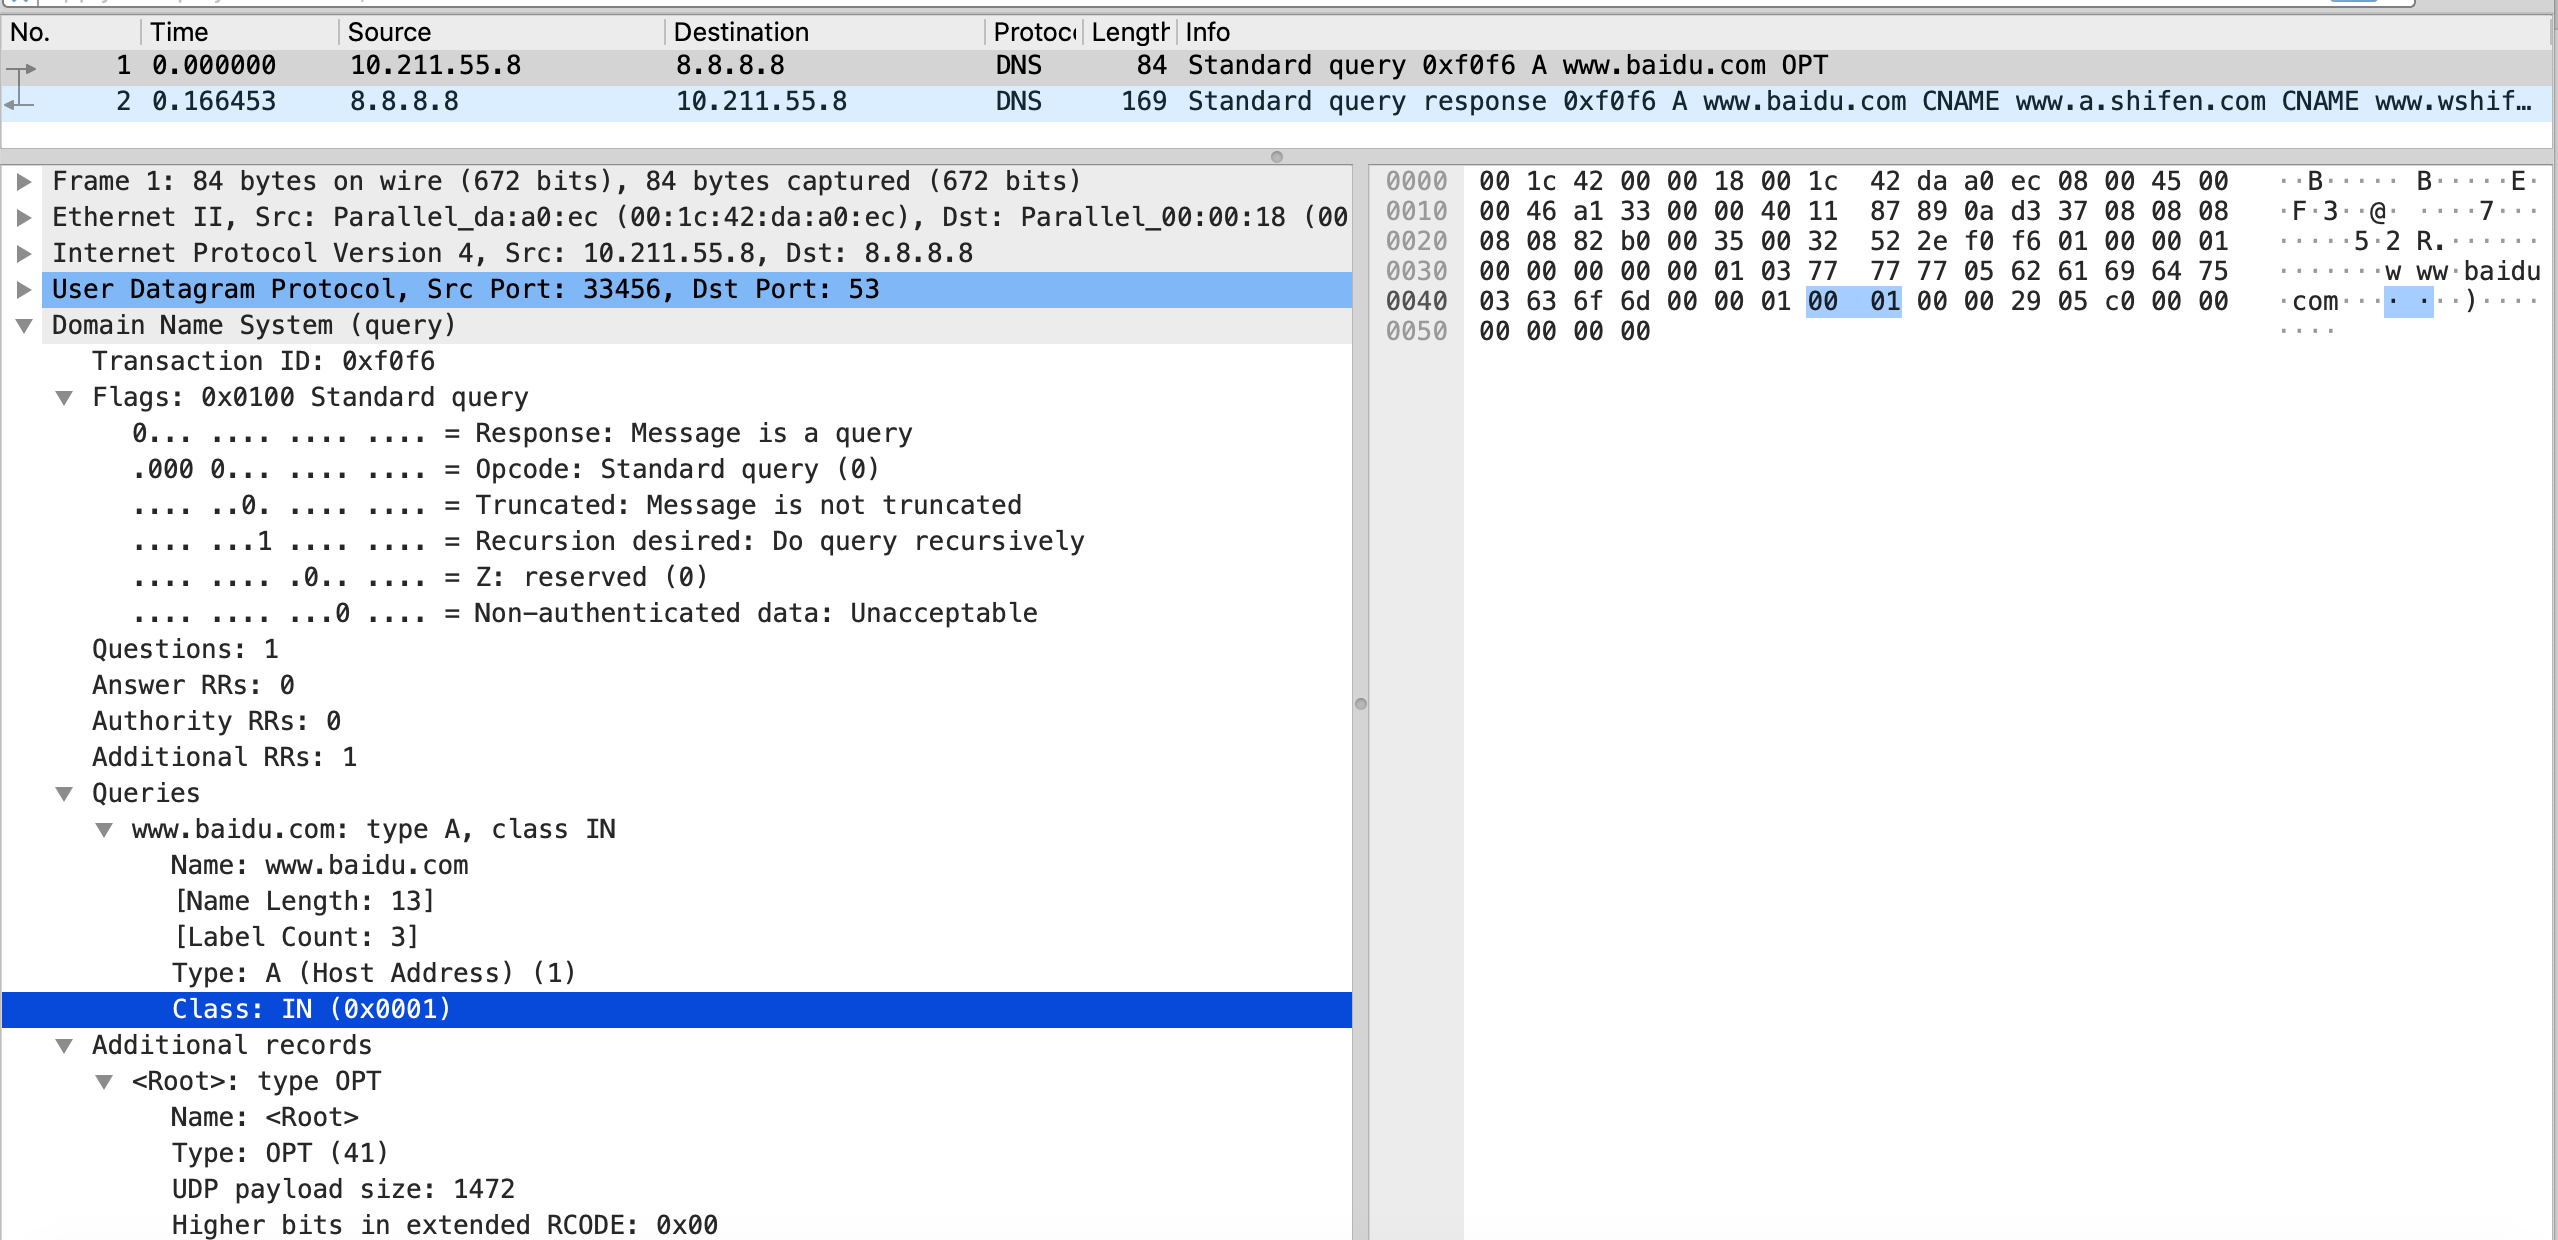 No. Time Source Destination Protoc Length Info
1 0.000000 10.211.55.8 8.8.8.8 DNS 84 Standard query 0xf0f6 A www.baidu.com OPT
2 0.166453 8.8.8.8 10.211.55.8 DNS 169 Standard query response 0xf0f6 A www.baidu.com CNAME www.a.shifen.com CNAME www.wshif…
Frame 1: 84 bytes on wire (672 bits), 84 bytes captured (672 bits)
Ethernet II, Src: Parallel_da:a0:ec (00:1c:42:da:a0:ec), Dst: Parallel_00:00:18 (00
Internet Protocol Version 4, Src: 10.211.55.8, Dst: 8.8.8.8
User Datagram Protocol, Src Port: 33456, Dst Port: 53
Domain Name System (query)
Transaction ID: 0xf0f6
Flags: 0x0100 Standard query
0... .... .... .... = Response: Message is a query
.000 0... .... .... = Opcode: Standard query (0)
.... ..0. .... .... = Truncated: Message is not truncated
.... ...1 .... .... = Recursion desired: Do query recursively
.... .... .0.. .... = Z: reserved (0)
.... .... ...0 .... = Non-authenticated data: Unacceptable
Questions: 1
Answer RRs: 0
Authority RRs: 0
Additional RRs: 1
Queries
www.baidu.com: type A, class IN
Name: www.baidu.com
[Name Length: 13]
[Label Count: 3]
Type: A (Host Address) (1)
Class: IN (0x0001)
Additional records
<Root>: type OPT
Name: <Root>
Type: OPT (41)
UDP payload size: 1472
Higher bits in extended RCODE: 0x00
0000 00 1c 42 00 00 18 00 1c 42 da a0 ec 08 00 45 00 ··B····· B·····E·
0010 00 46 a1 33 00 00 40 11 87 89 0a d3 37 08 08 08 ·F·3··@· ····7···
0020 08 08 82 b0 00 35 00 32 52 2e f0 f6 01 00 00 01 ·····5·2 R.······
0030 00 00 00 00 00 01 03 77 77 77 05 62 61 69 64 75 ·······w ww·baidu
0040 03 63 6f 6d 00 00 01 00 01 00 00 29 05 c0 00 00 ·com···· ···)····
0050 00 00 00 00 ····